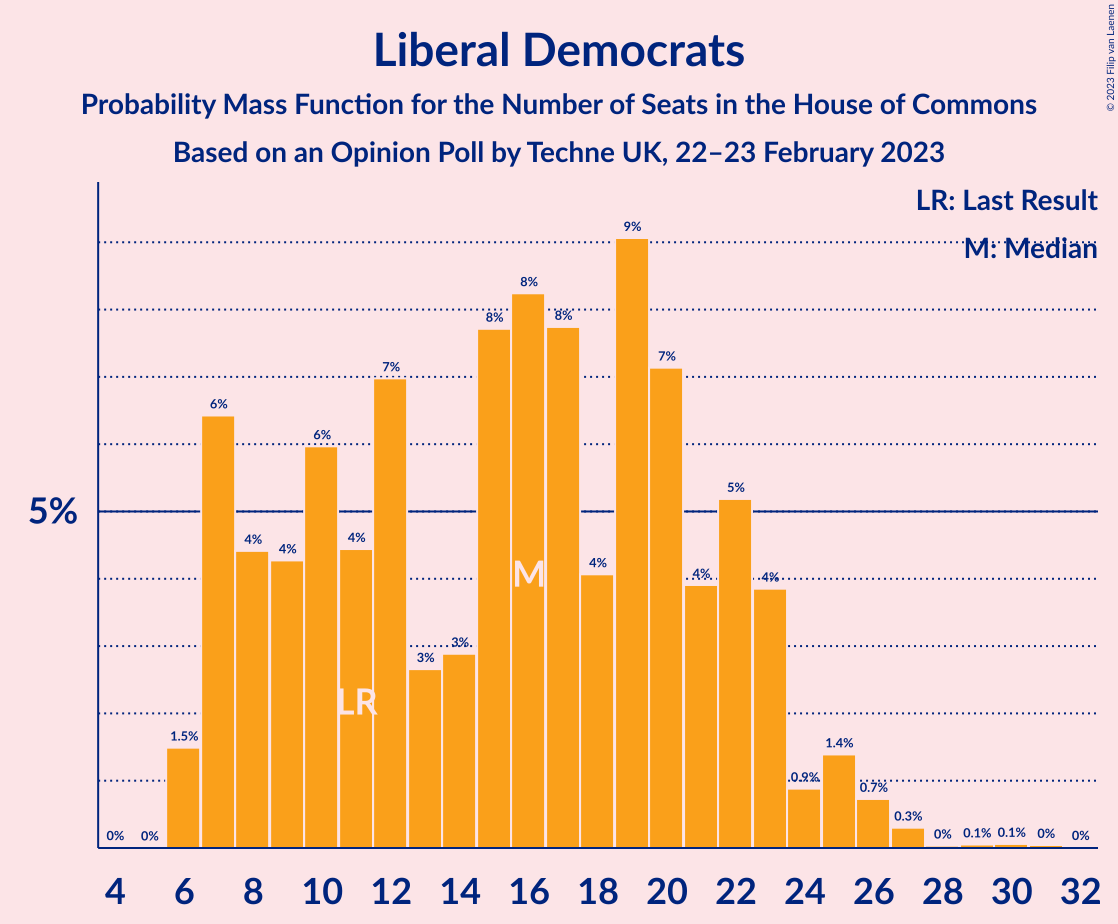 Liberal Democrats
Probability Mass Function for the Number of Seats in the House of Commons
Based on an Opinion Poll by Techne UK, 22–23 February 2023
© 2023 Filip van Laenen
LR: Last Result
M: Median
5%
0% 0% 1.5% 6% 4% 4% 6% 4% 7% 3% 3% 8% 8% 8% 4% 9% 7% 4% 5% 4% 0.9% 1.4% 0.7% 0.3% 0% 0.1% 0.1% 0% 0%
M
LR
4 6 8 10 12 14 16 18 20 22 24 26 28 30 32